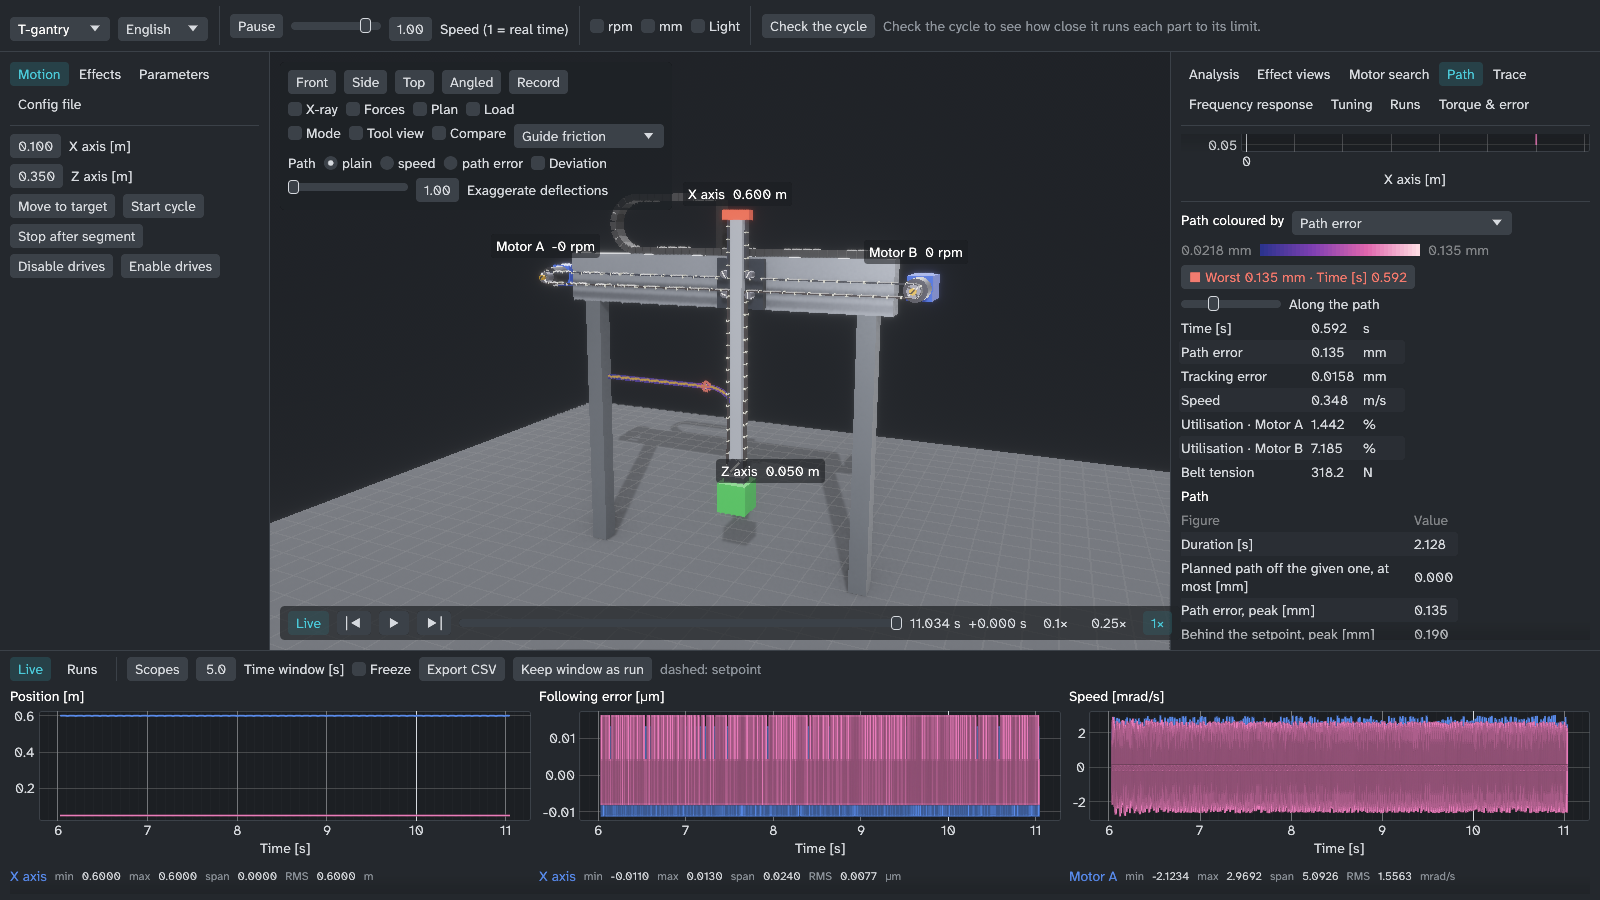 T-gantry English Pause 1.00 Speed (1 = real time) rpm mm Light Check the cycle Check the cycle to see how close it runs each part to its limit.
Motion Effects Parameters
Config file
0.100 X axis [m]
0.350 Z axis [m]
Move to target Start cycle
Stop after segment
Disable drives Enable drives
Front Side Top Angled Record
X-ray Forces Plan Load
Mode Tool view Compare Guide friction
Path plain speed path error Deviation
1.00 Exaggerate deflections
X axis 0.600 m
Motor A -0 rpm
Motor B 0 rpm
Z axis 0.050 m
Live 11.034 s +0.000 s 0.1× 0.25× 1×
Analysis Effect views Motor search Path Trace
Frequency response Tuning Runs Torque & error
0.05
0
X axis [m]
Path coloured by Path error
0.0218 mm 0.135 mm
Worst 0.135 mm · Time [s] 0.592
Along the path
Time [s] 0.592 s
Path error 0.135 mm
Tracking error 0.0158 mm
Speed 0.348 m/s
Utilisation · Motor A 1.442 %
Utilisation · Motor B 7.185 %
Belt tension 318.2 N
Path
Figure Value
Duration [s] 2.128
Planned path off the given one, at
most [mm] 0.000
Path error, peak [mm] 0.135
Behind the setpoint, peak [mm] 0.190
Live Runs Scopes 5.0 Time window [s] Freeze Export CSV Keep window as run dashed: setpoint
Position [m]
0.6
0.4
0.2
6 7 8 9 10 11
Time [s]
X axis min 0.6000 max 0.6000 span 0.0000 RMS 0.6000 m
Following error [µm]
0.01
0.00
-0.01
6 7 8 9 10 11
Time [s]
X axis min -0.0110 max 0.0130 span 0.0240 RMS 0.0077 µm
Speed [mrad/s]
2
0
-2
6 7 8 9 10 11
Time [s]
Motor A min -2.1234 max 2.9692 span 5.0926 RMS 1.5563 mrad/s